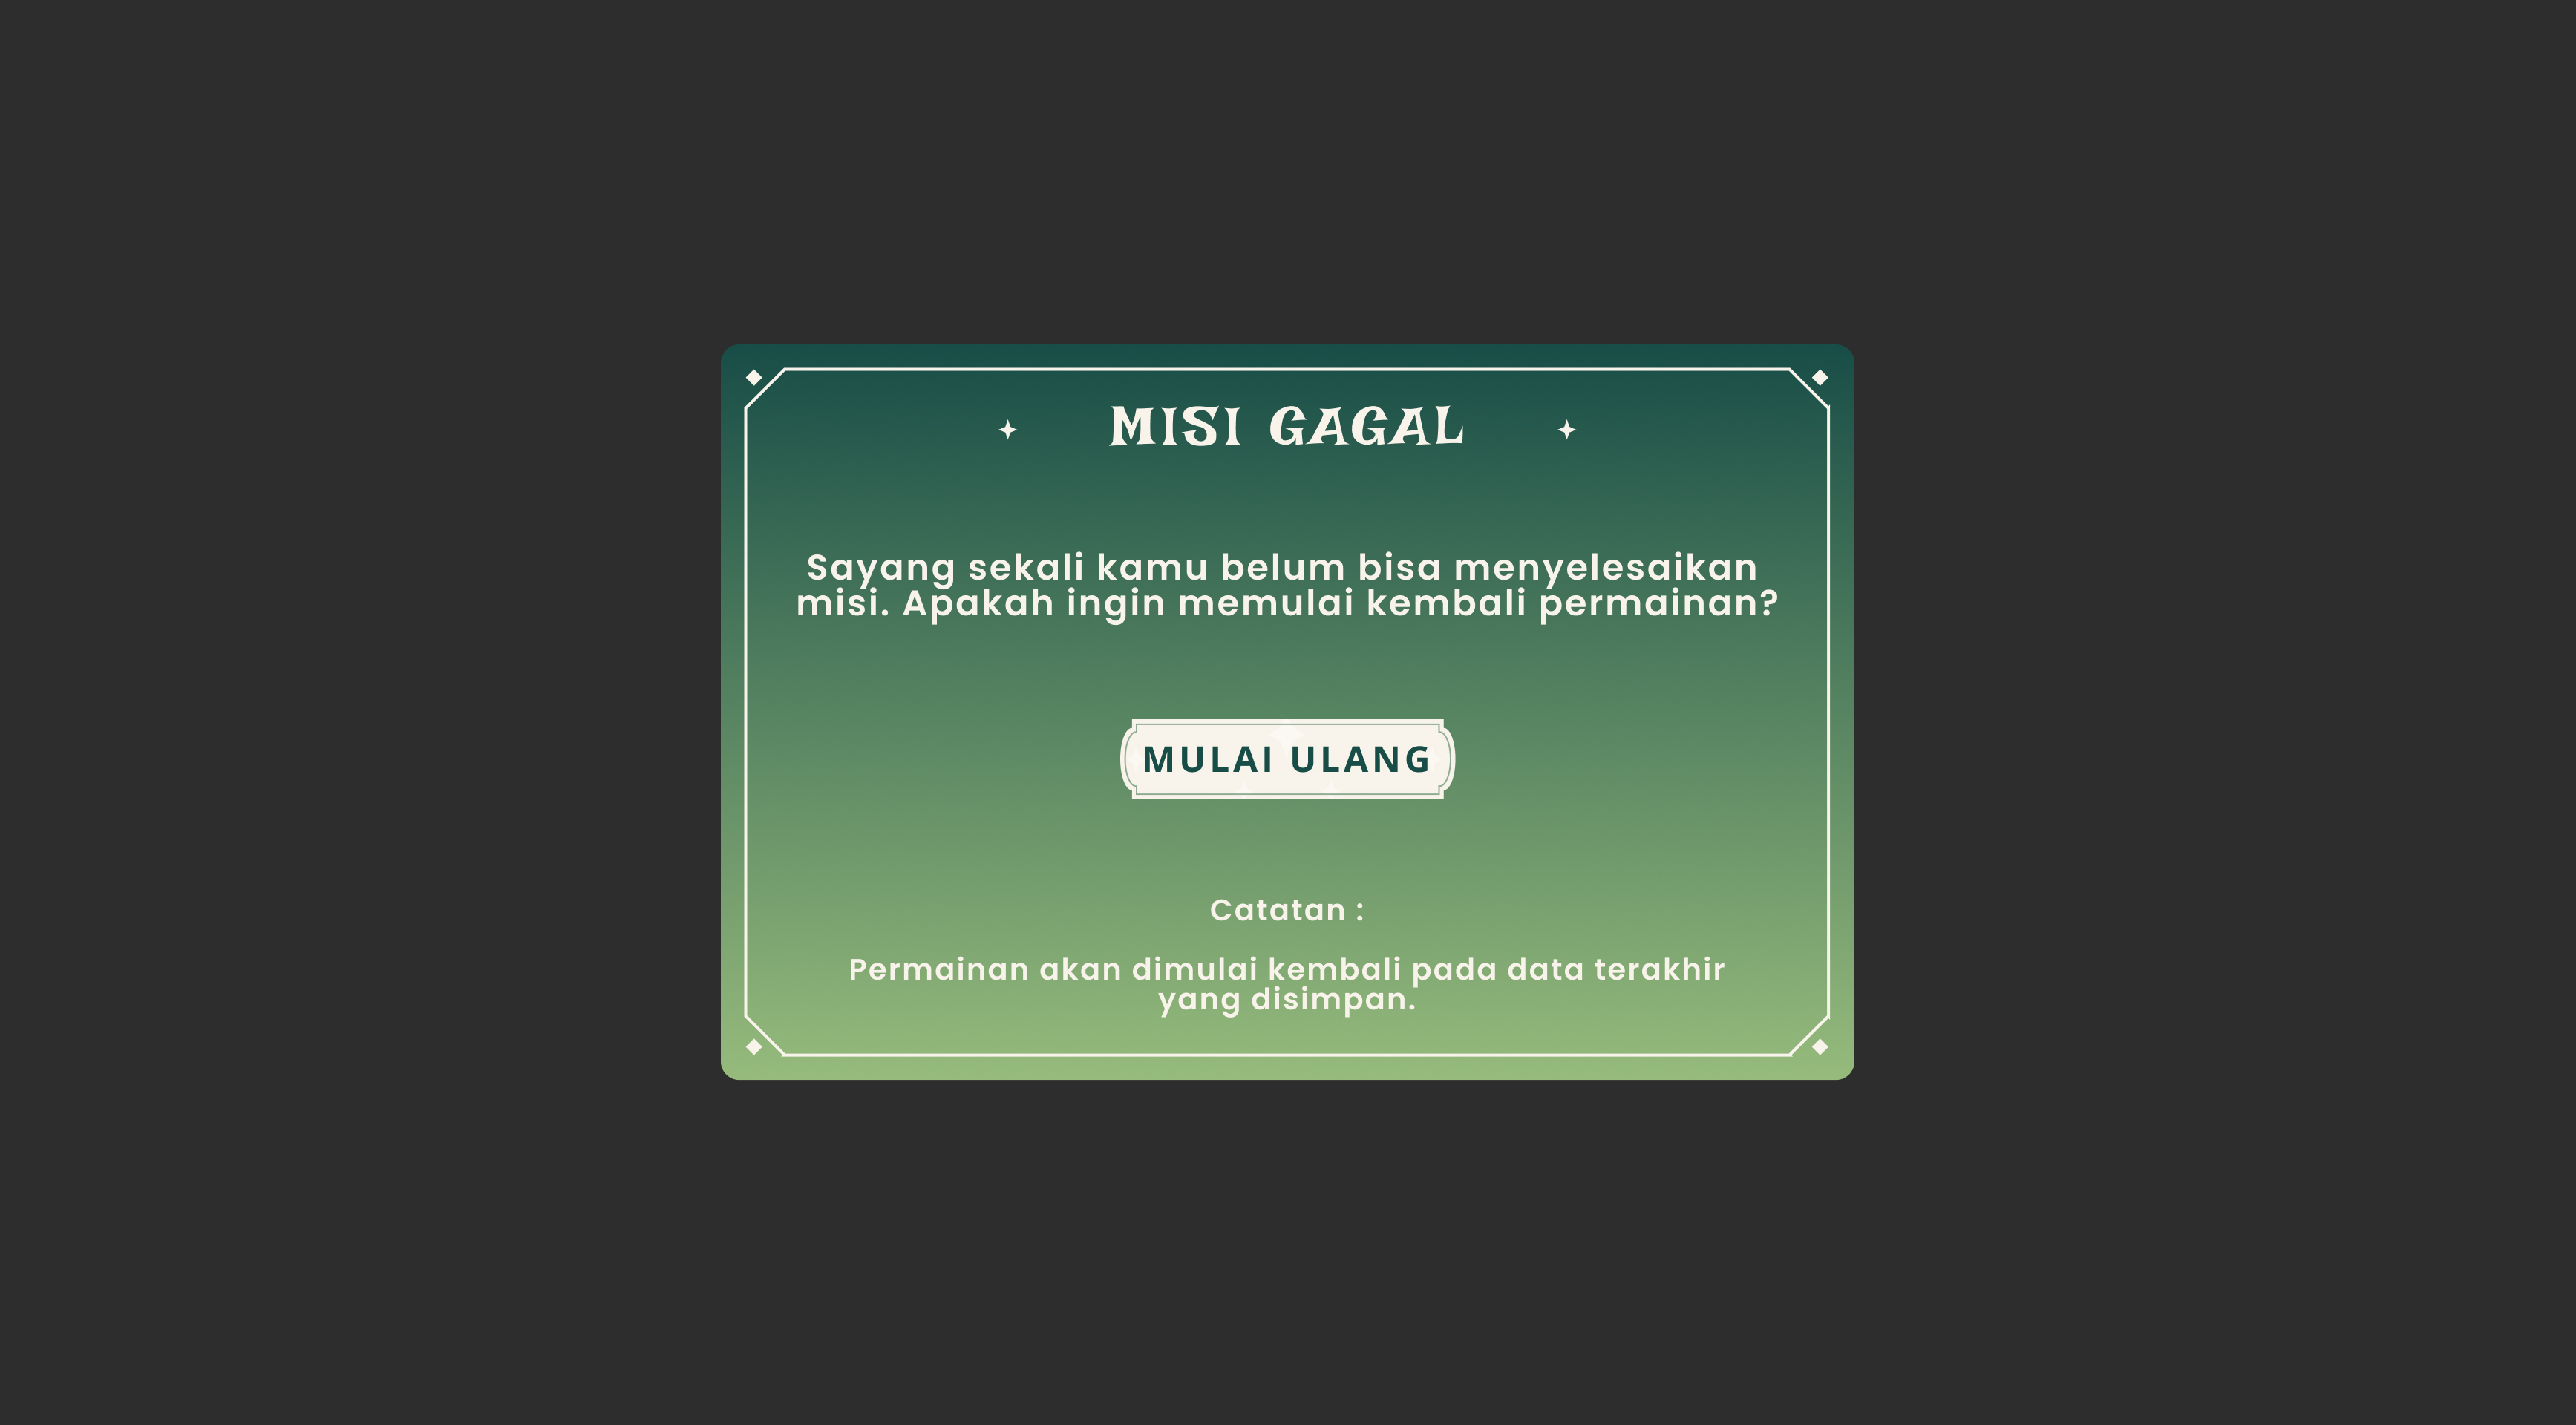 MISI GAGAL
Sayang sekali kamu belum bisa menyelesaikan
misi. Apakah ingin memulai kembali permainan?
MULAI ULANG
Catatan :
Permainan akan dimulai kembali pada data terakhir
yang disimpan.